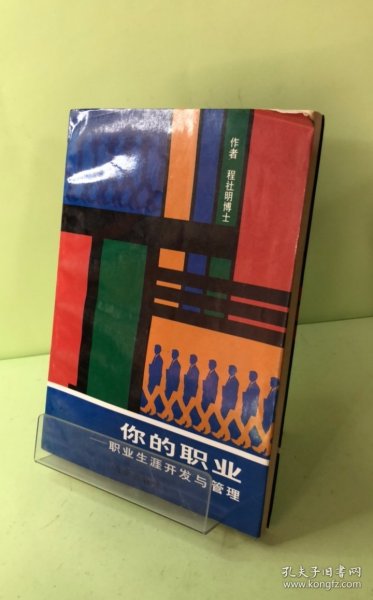 作者 程社明博士
你的职业
——职业生涯开发与管理
孔夫子旧书网
www.kongfz.com